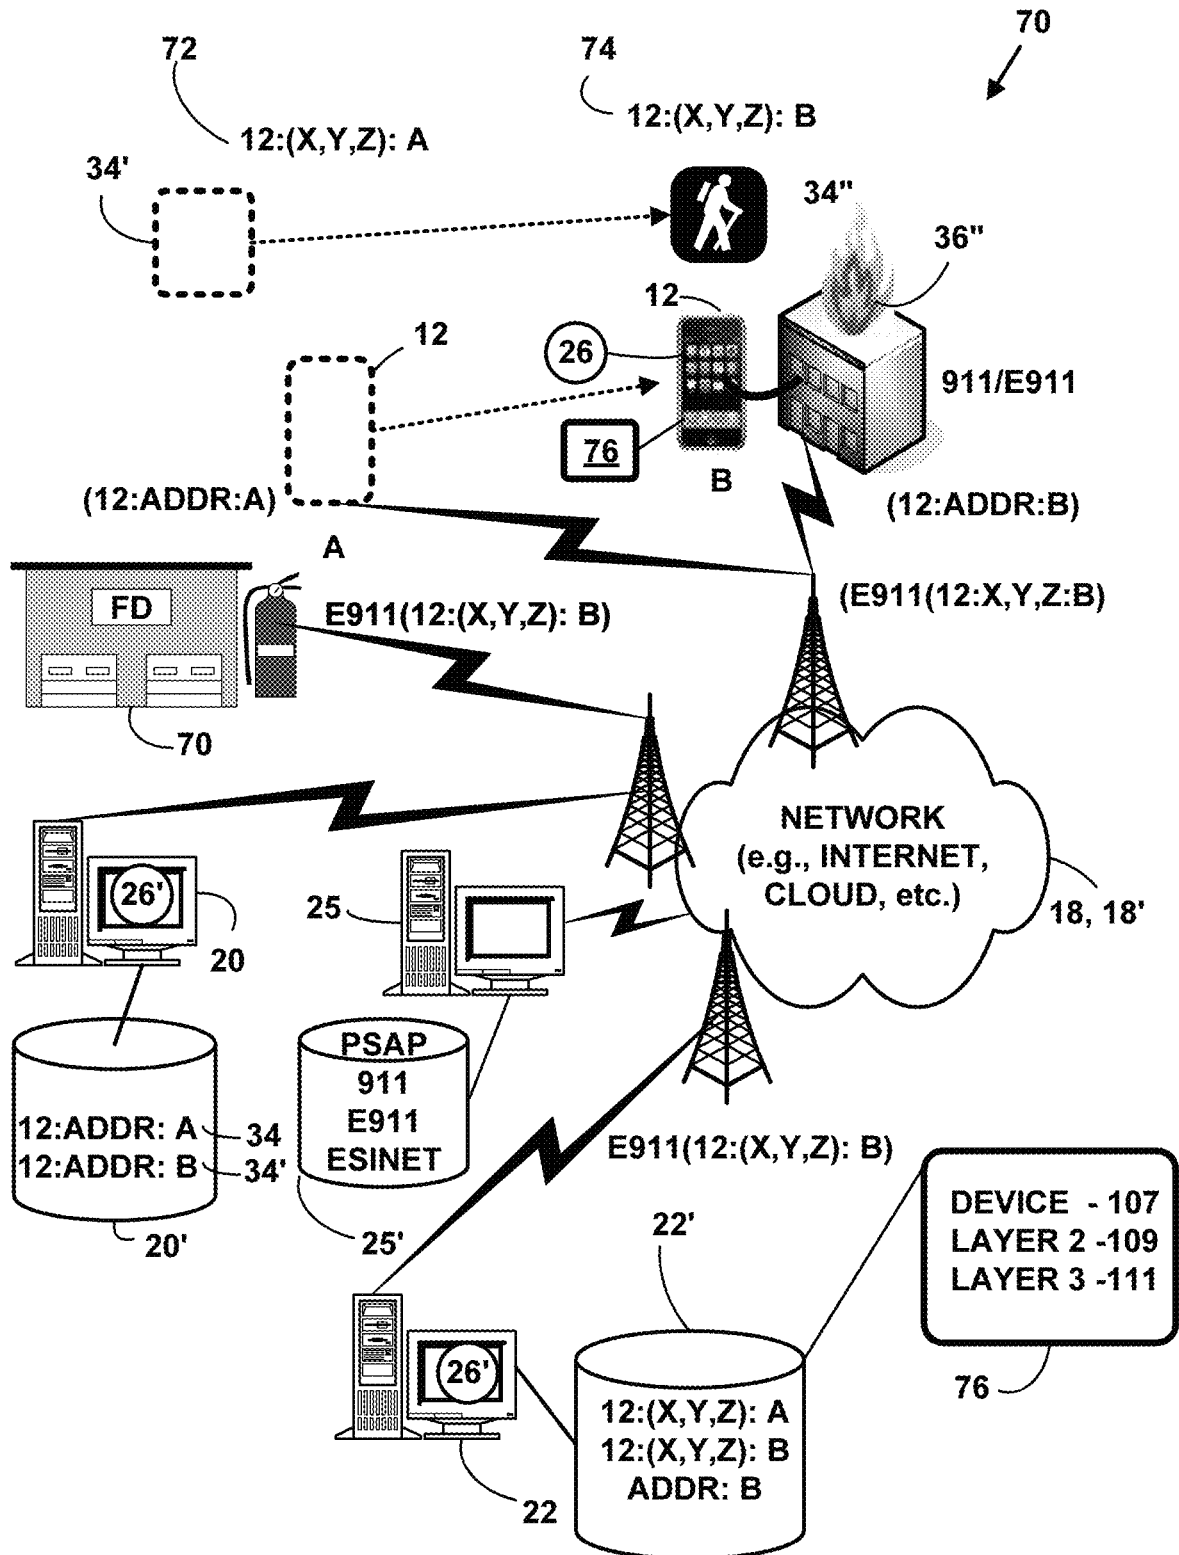 70
72
74
12:(X,Y,Z): A
12:(X,Y,Z): B
34'
34"
36"
12
12
26
911/E911
76
B
(12:ADDR:A)
(12:ADDR:B)
A
FD
E911(12:(X,Y,Z): B)
(E911(12:X,Y,Z:B)
70
NETWORK
(e.g., INTERNET,
CLOUD, etc.)
26'
20
25
18, 18'
PSAP
911
E911
ESINET
12:ADDR: A
34
12:ADDR: B
34'
20'
25'
E911(12:(X,Y,Z): B)
22'
DEVICE - 107
LAYER 2 -109
LAYER 3 -111
76
26'
22
12:(X,Y,Z): A
12:(X,Y,Z): B
ADDR: B